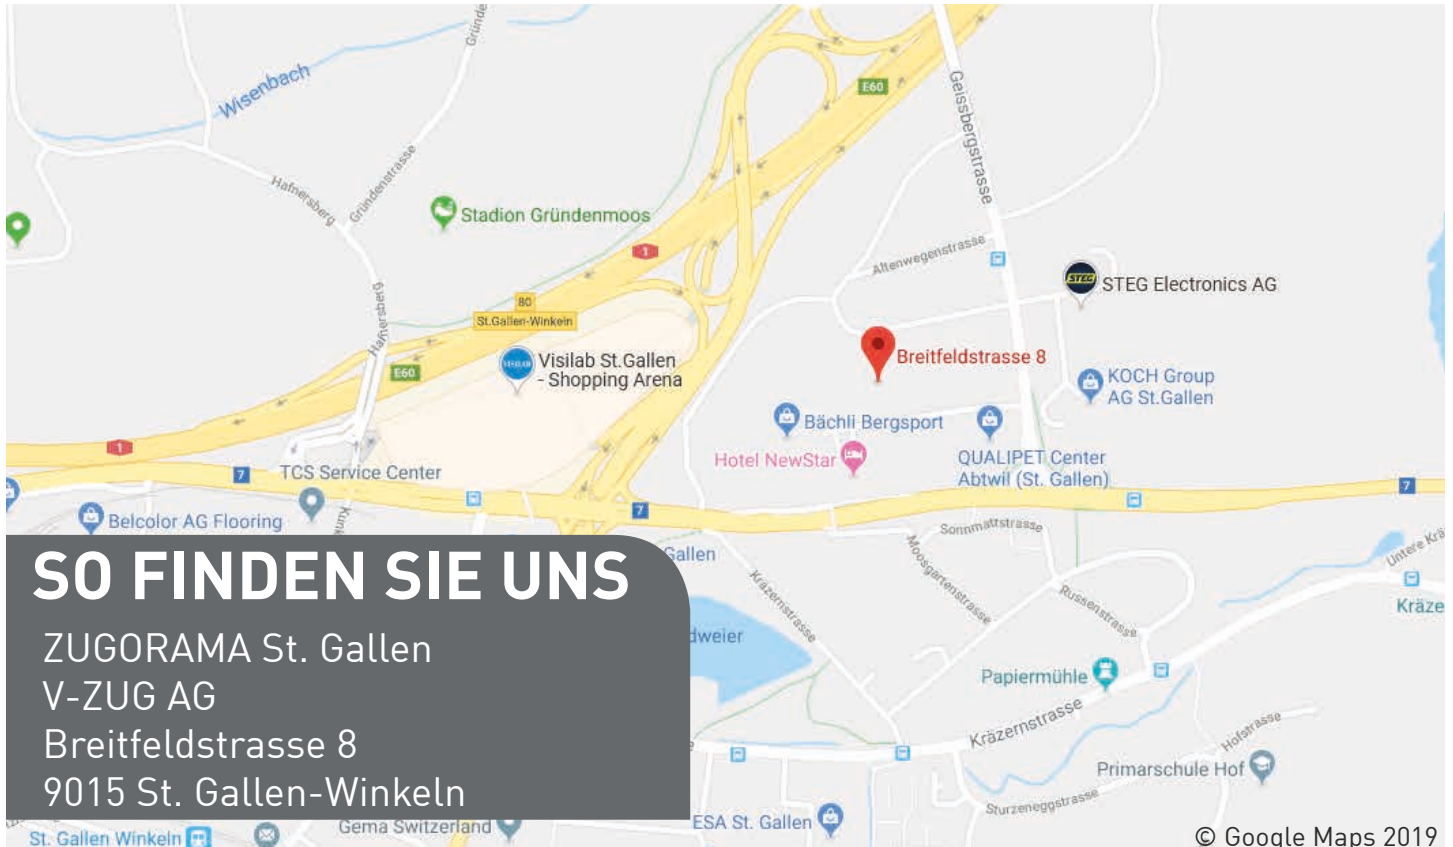 Gründe
Wisenbach
E60
Geissbergstrasse
Hafnersberg
Gründenstrasse
Stadion Gründenmoos
1
Altenwegenstrasse
STEG
STEG Electronics AG
Hafnersberg
80
St.Gallen-Winkeln
Visilab St.Gallen
- Shopping Arena
E60
Breitfeldstrasse 8
KOCH Group
AG St.Gallen
Bächli Bergsport
1
Hotel NewStar
QUALIPET Center
Abtwil (St. Gallen)
7
TCS Service Center
7
7
Belcolor AG Flooring
Sonnmattstrasse
Gallen
Moosgartenstrasse
Untere Krä
Kräzernstrasse
Russenstrasse
Kräze
SO FINDEN SIE UNS
ZUGORAMA St. Gallen
V-ZUG AG
Breitfeldstrasse 8
9015 St. Gallen-Winkeln
dweier
Papiermühle
Kräzernstrasse
Hofstrasse
Primarschule Hof
Sturzeneggstrasse
St. Gallen Winkeln
Gema Switzerland
ESA St. Gallen
© Google Maps 2019